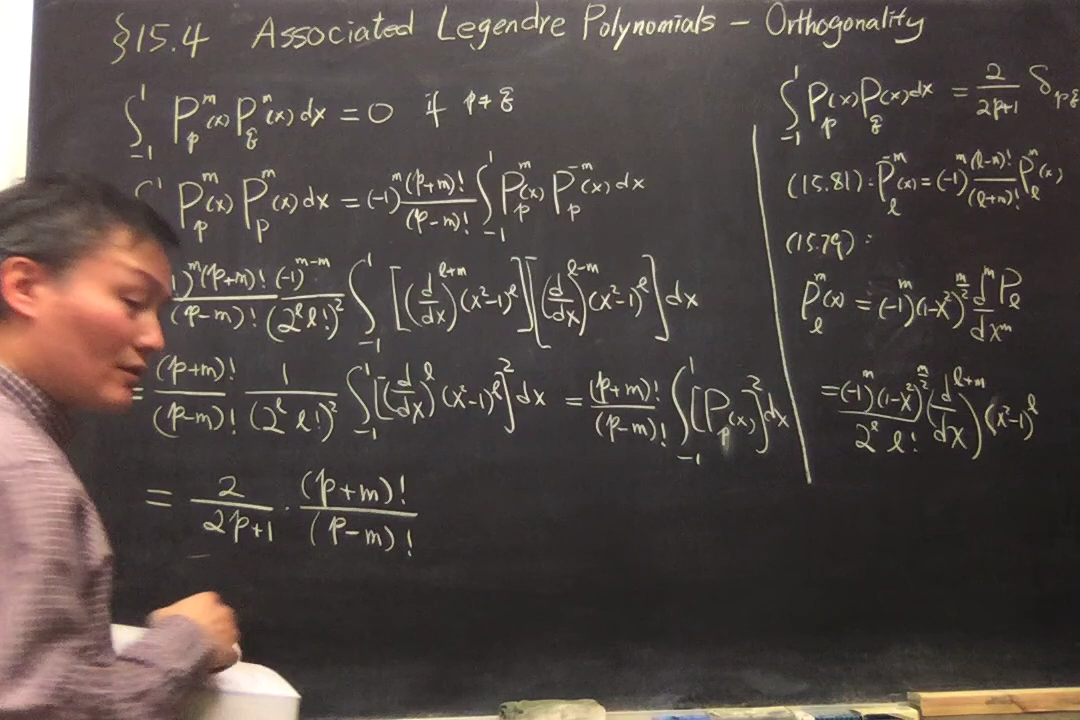 §15.4 Associated Legendre Polynomials – Orthogonality
∫_{-1}^{1} P_p^m(x) P_q^m(x) dx = 0 if p ≠ q
∫^1 P_p^m(x) P_p^m(x) dx = (-1)^m (p+m)!/(p-m)! ∫_{-1}^{1} P_p^m(x) P_p^{-m}(x) dx
1)^m (p+m)!/(p-m)! (-1)^{m-m}/(2^l l!)^2 ∫_{-1}^{1} [(d/dx)^{l+m} (x²-1)^l][(d/dx)^{l-m} (x²-1)^l] dx
= (p+m)!/(p-m)! 1/(2^l l!)^2 ∫_{-1}^{1} [(d/dx)^l (x²-1)^l]^2 dx = (p+m)!/(p-m)! ∫_{-1}^{1} [P_p(x)]^2 dx
= 2/(2p+1) · (p+m)!/(p-m)!
∫_{-1}^{1} P_p(x) P_q(x) dx = 2/(2p+1) δ_{pq}
(15.81): P_l^{-m}(x) = (-1)^m (l-m)!/(l+m)! P_l^m(x)
(15.79):
P_l^m(x) = (-1)^m (1-x²)^{m/2} d^m P_l/dx^m
= (-1)^m (1-x²)^{m/2}/(2^l l!) (d/dx)^{l+m} (x²-1)^l